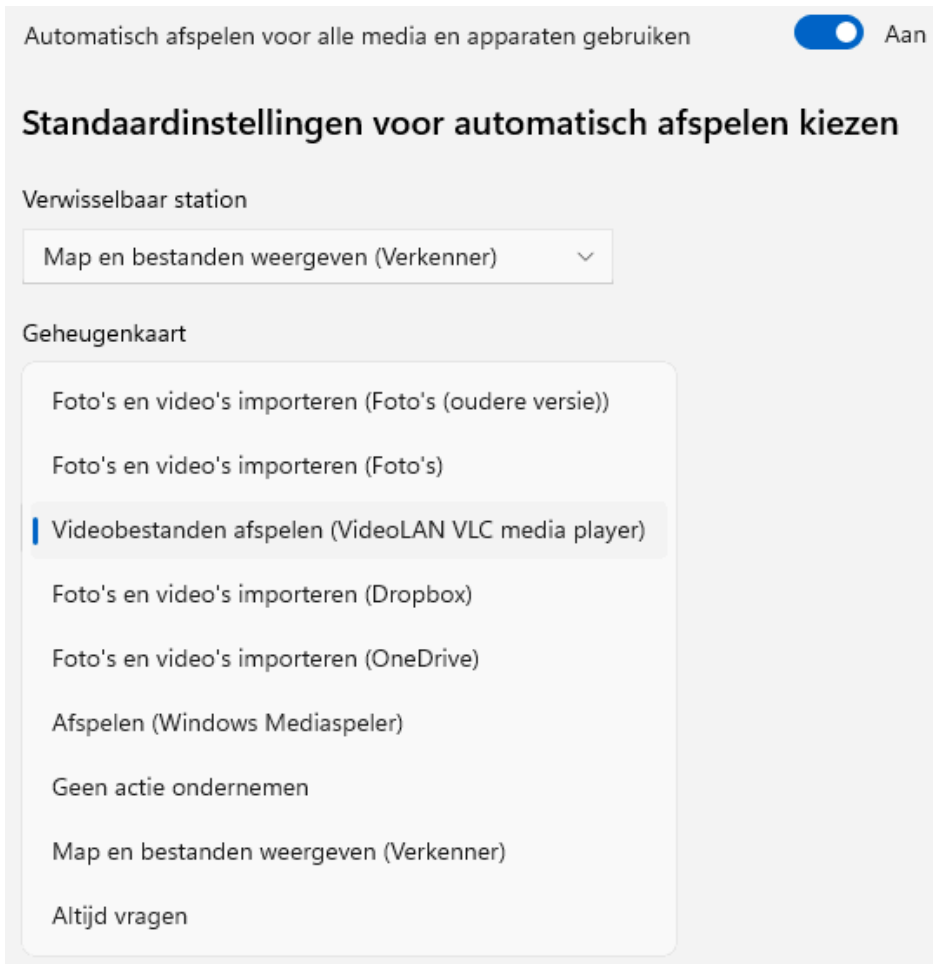 Automatisch afspelen voor alle media en apparaten gebruiken Aan
Standaardinstellingen voor automatisch afspelen kiezen
Verwisselbaar station
Map en bestanden weergeven (Verkenner)
Geheugenkaart
Foto's en video's importeren (Foto's (oudere versie))
Foto's en video's importeren (Foto's)
Videobestanden afspelen (VideoLAN VLC media player)
Foto's en video's importeren (Dropbox)
Foto's en video's importeren (OneDrive)
Afspelen (Windows Mediaspeler)
Geen actie ondernemen
Map en bestanden weergeven (Verkenner)
Altijd vragen